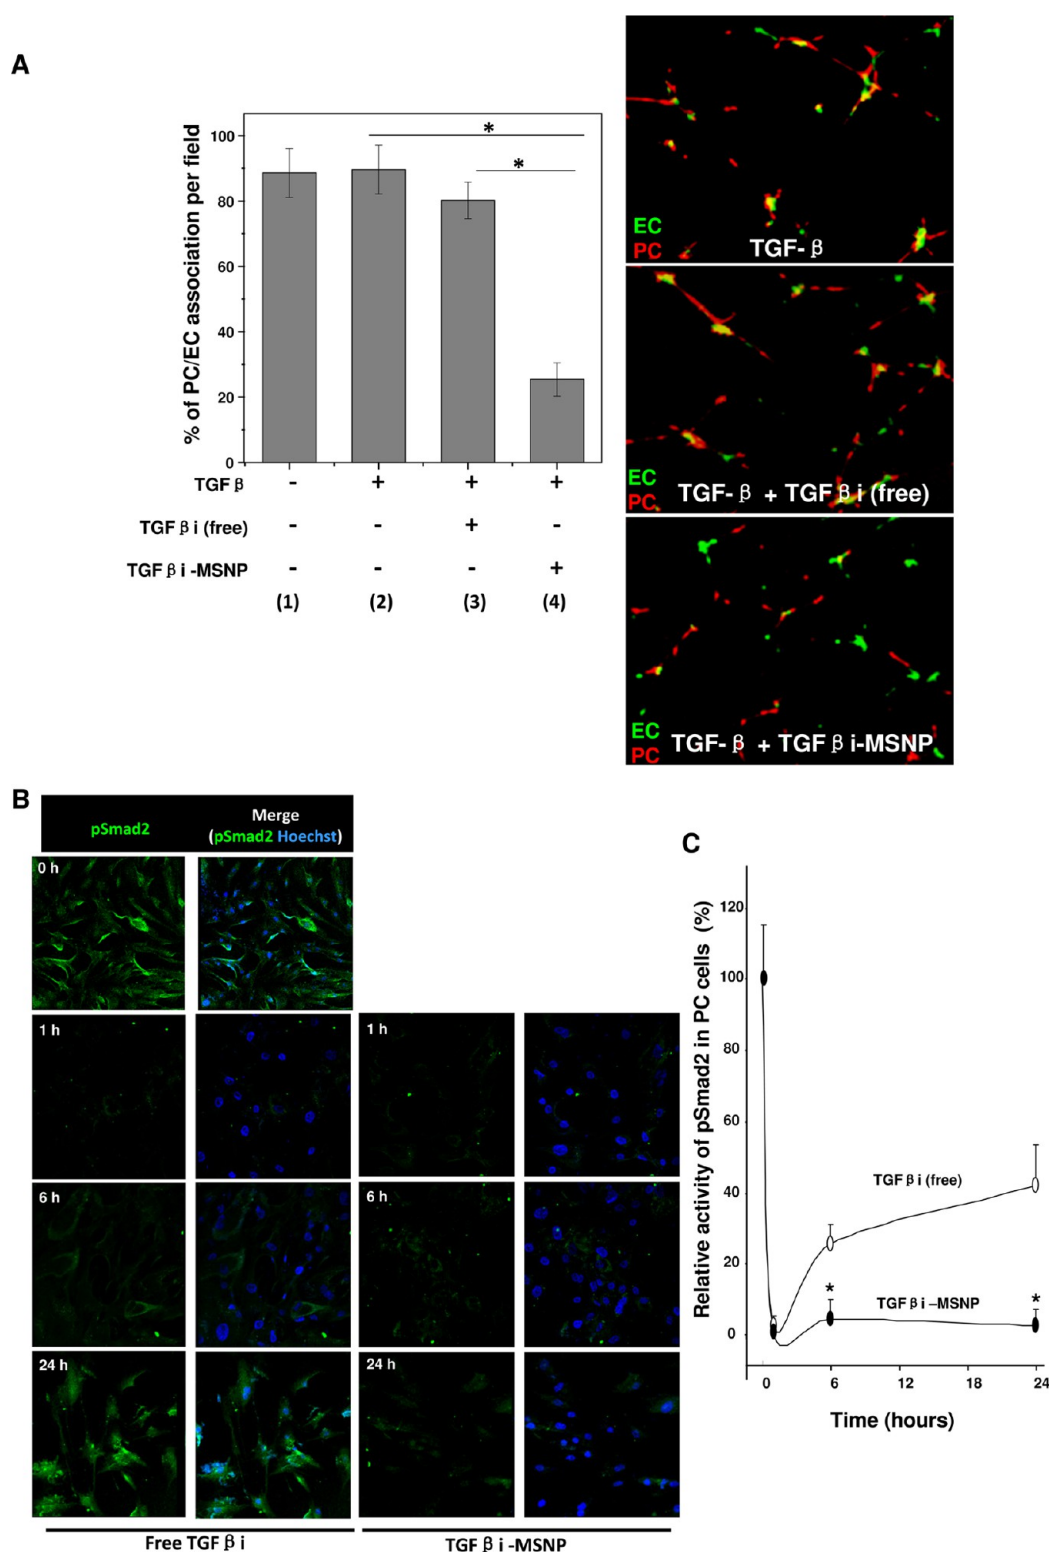 A
% of PC/EC association per field
100
80
60
40
20
0
*
*
TGF β - + + +
TGF β i (free) - - + -
TGF β i -MSNP - - - +
(1) (2) (3) (4)
EC
PC
TGF- β
EC
PC
TGF- β + TGF β i (free)
EC
PC
TGF- β + TGF β i-MSNP
B
pSmad2
Merge
(pSmad2 Hoechst)
0 h
1 h
1 h
6 h
6 h
24 h
24 h
Free TGF β i
TGF β i -MSNP
C
Relative activity of pSmad2 in PC cells (%)
120
100
80
60
40
20
0
TGF β i (free)
*
TGF β i –MSNP
*
0 6 12 18 24
Time (hours)